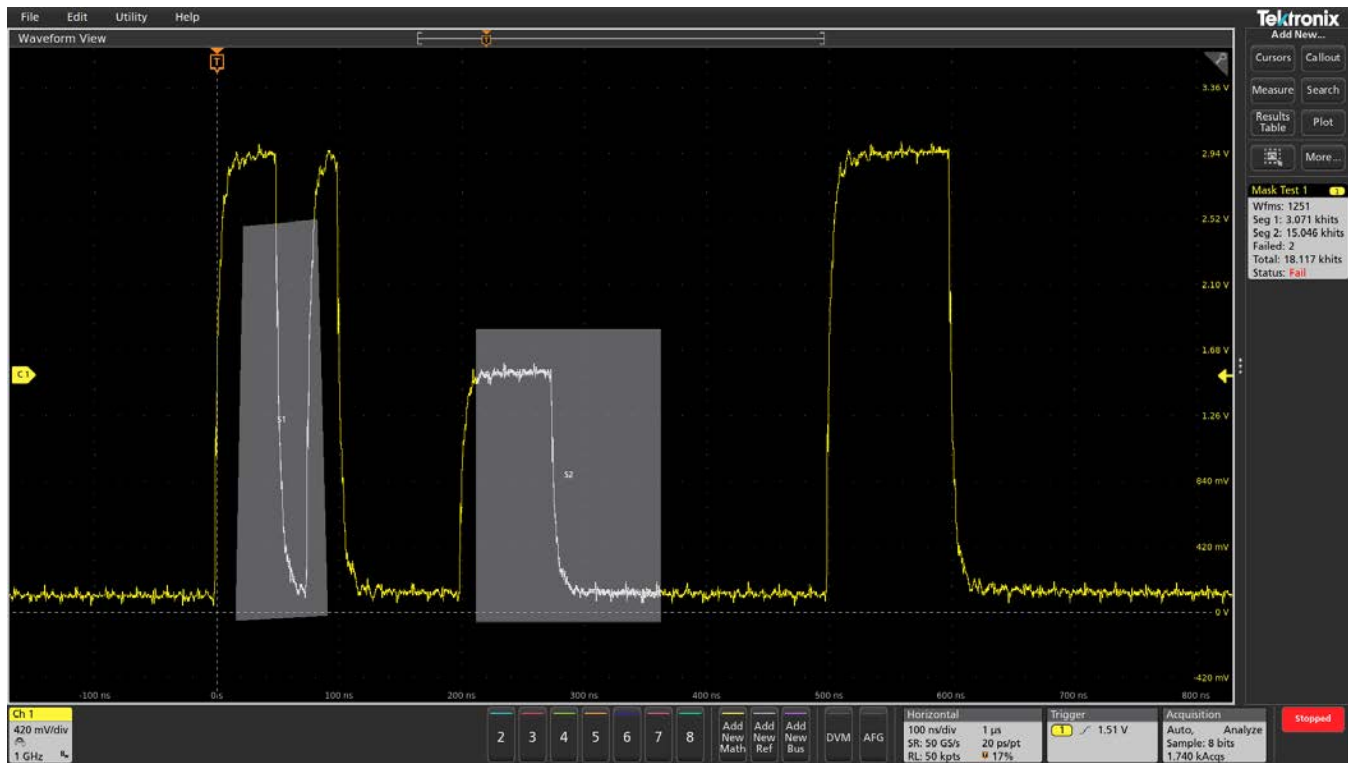 File Edit Utility Help
Tektronix
Waveform View
Add New...
T
T
Cursors Callout
Measure Search
Results Table Plot
More...
Mask Test 1 1
Wfms: 1251
Seg 1: 3.071 khits
Seg 2: 15.046 khits
Failed: 2
Total: 18.117 khits
Status: Fail
3.36 V
2.94 V
2.52 V
2.10 V
1.68 V
C1
1.26 V
S1
S2
840 mV
420 mV
0 V
-420 mV
-100 ns 0 s 100 ns 200 ns 300 ns 400 ns 500 ns 600 ns 700 ns 800 ns
Ch 1
420 mV/div
1 GHz
2 3 4 5 6 7 8
Add New Math
Add New Ref
Add New Bus
DVM AFG
Horizontal
100 ns/div 1 µs
SR: 50 GS/s 20 ps/pt
RL: 50 kpts 17%
Trigger
1 1.51 V
Acquisition
Auto, Analyze
Sample: 8 bits
1.740 kAcqs
Stopped